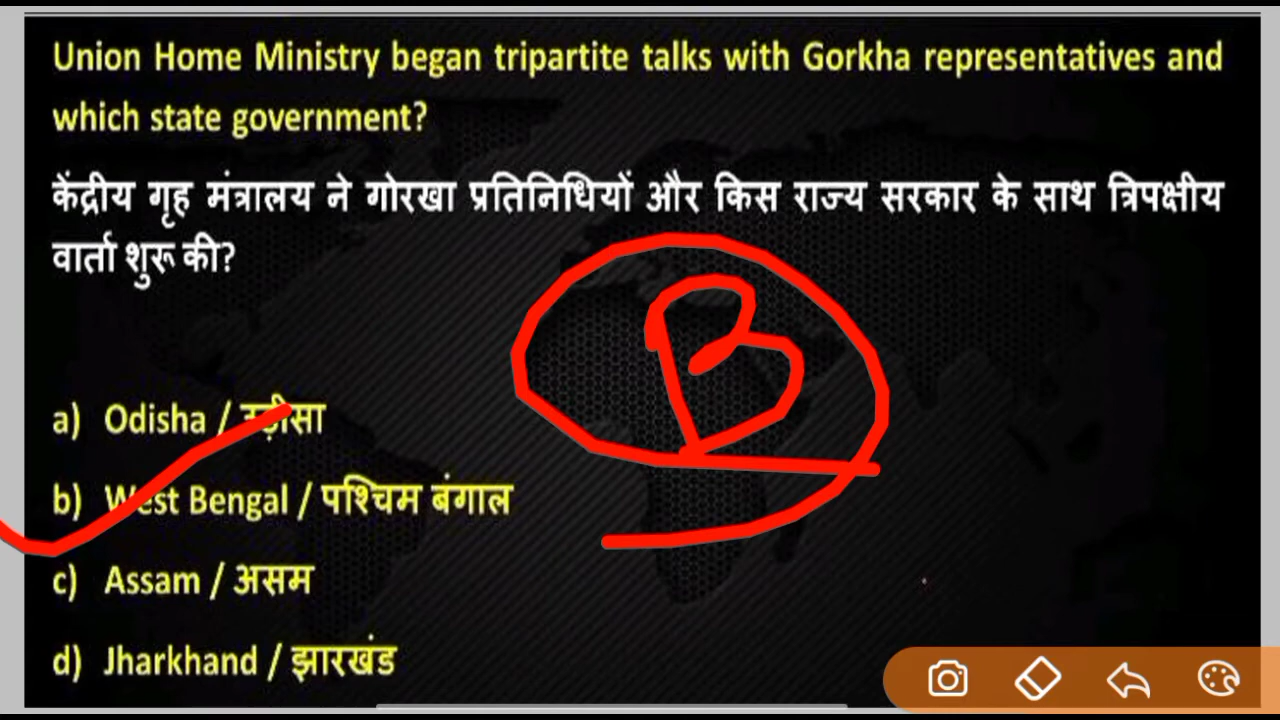 Union Home Ministry began tripartite talks with Gorkha representatives and
which state government?
केंद्रीय गृह मंत्रालय ने गोरखा प्रतिनिधियों और किस राज्य सरकार के साथ त्रिपक्षीय
वार्ता शुरू की?
B
a) Odisha / उड़ीसा
b) West Bengal / पश्चिम बंगाल
c) Assam / असम
d) Jharkhand / झारखंड